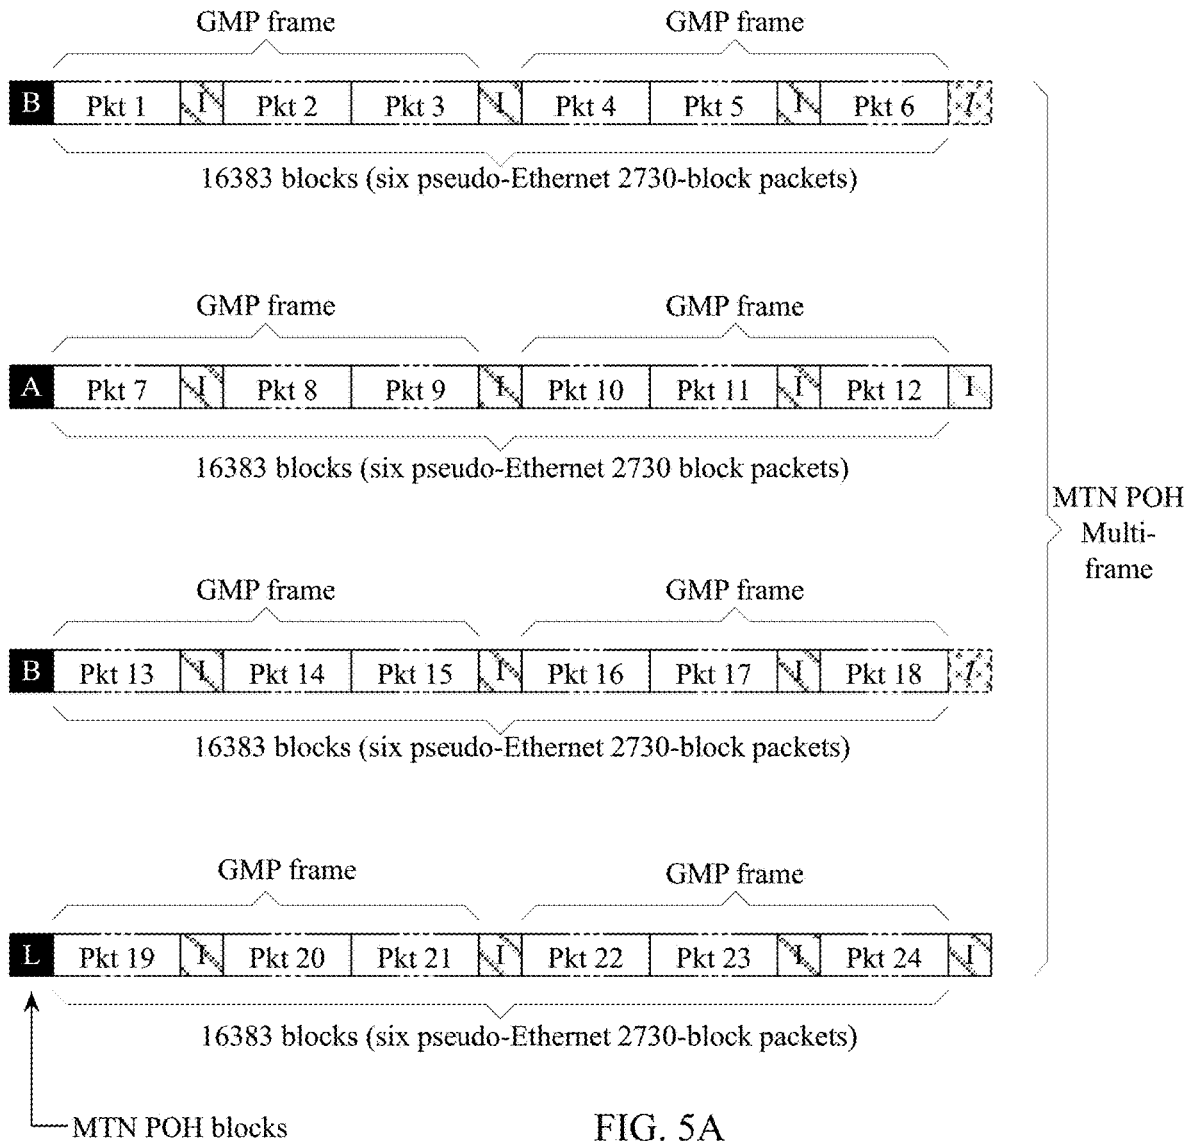 GMP frame GMP frame
B Pkt 1 I Pkt 2 Pkt 3 I Pkt 4 Pkt 5 I Pkt 6 I
16383 blocks (six pseudo-Ethernet 2730-block packets)
GMP frame GMP frame
A Pkt 7 I Pkt 8 Pkt 9 I Pkt 10 Pkt 11 I Pkt 12 I
16383 blocks (six pseudo-Ethernet 2730 block packets)
MTN POH
Multi-
frame
GMP frame GMP frame
B Pkt 13 I Pkt 14 Pkt 15 I Pkt 16 Pkt 17 I Pkt 18 I
16383 blocks (six pseudo-Ethernet 2730-block packets)
GMP frame GMP frame
L Pkt 19 I Pkt 20 Pkt 21 I Pkt 22 Pkt 23 I Pkt 24 I
16383 blocks (six pseudo-Ethernet 2730-block packets)
MTN POH blocks
FIG. 5A